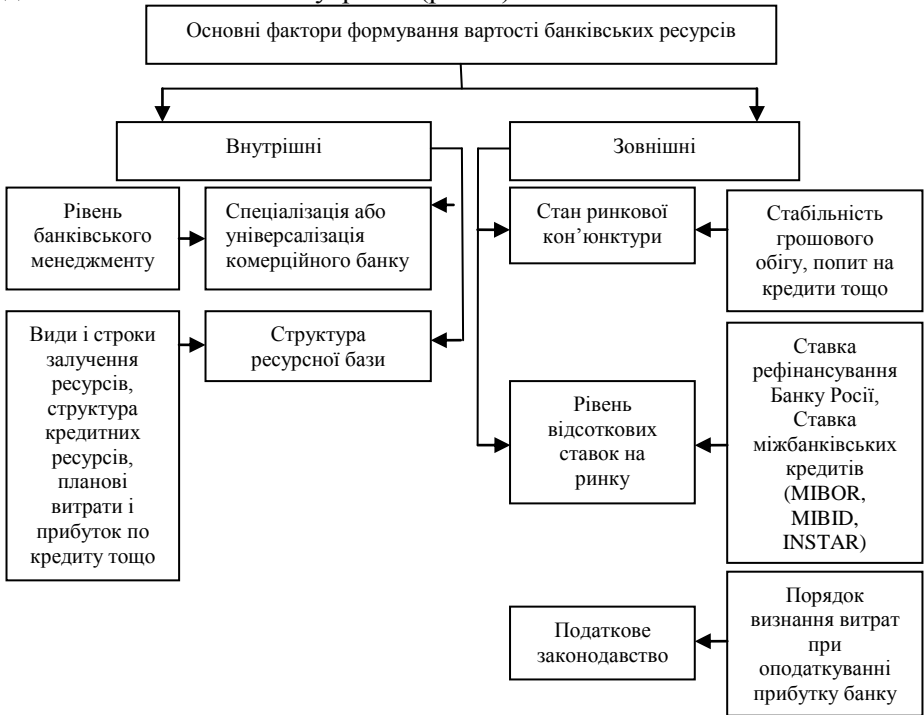 Основні фактори формування вартості банківських ресурсів
Внутрішні
Зовнішні
Рівень
банківського
менеджменту
Спеціалізація або
універсалізація
комерційного банку
Стан ринкової
кон’юнктури
Стабільність
грошового
обігу, попит на
кредити тощо
Види і строки
залучення
ресурсів,
структура
кредитних
ресурсів,
планові
витрати і
прибуток по
кредиту тощо
Структура
ресурсної бази
Рівень
відсоткових
ставок на
ринку
Ставка
рефінансування
Банку Росії,
Ставка
міжбанківських
кредитів
(MIBOR,
MIBID,
INSTAR)
Податкове
законодавство
Порядок
визнання витрат
при
оподаткуванні
прибутку банку